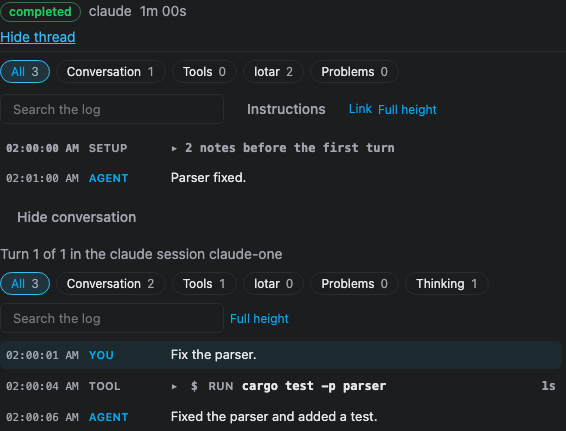 completed claude 1m 00s
Hide thread
All 3 Conversation 1 Tools 0 Iotar 2 Problems 0
Search the log Instructions Link Full height
02:00:00 AM SETUP ▸ 2 notes before the first turn
02:01:00 AM AGENT Parser fixed.
Hide conversation
Turn 1 of 1 in the claude session claude-one
All 3 Conversation 2 Tools 1 Iotar 0 Problems 0 Thinking 1
Search the log Full height
02:00:01 AM YOU Fix the parser.
02:00:04 AM TOOL ▸ $ RUN cargo test -p parser 1s
02:00:06 AM AGENT Fixed the parser and added a test.